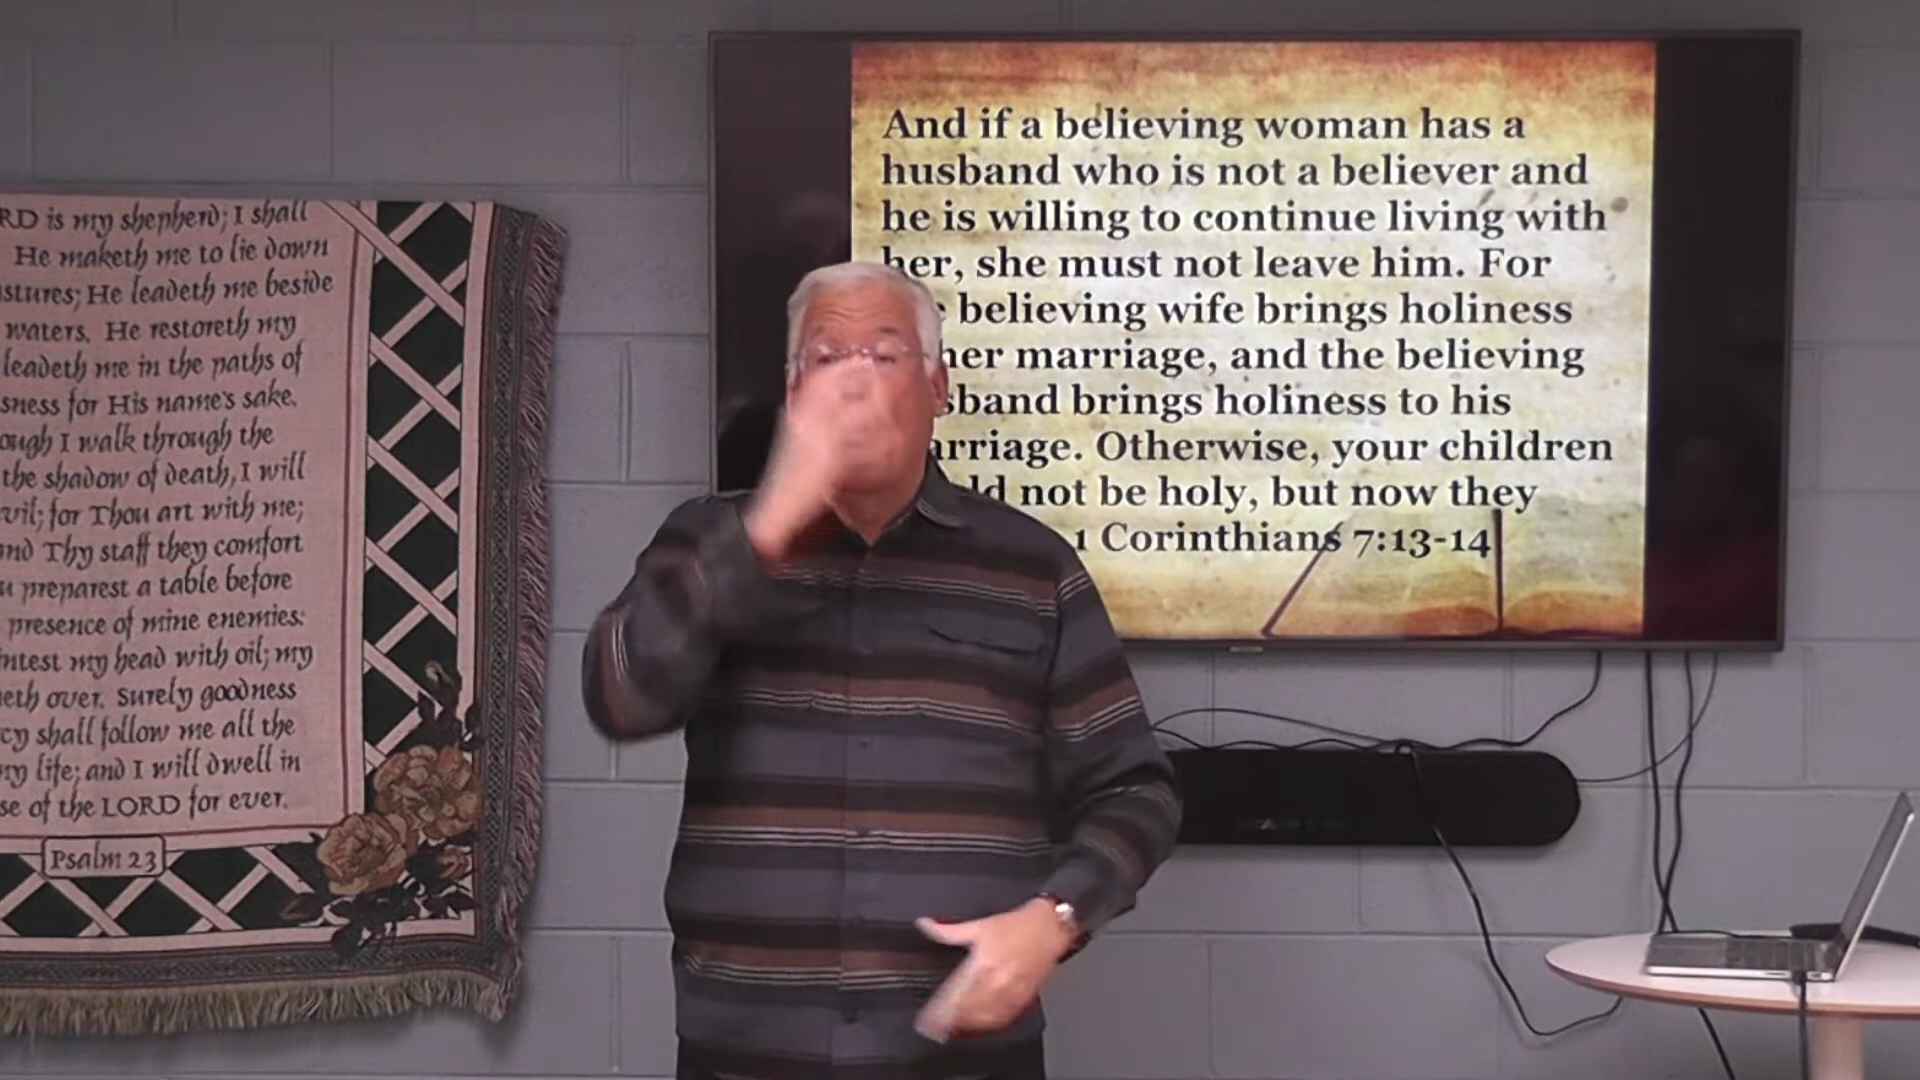 RD is my shepherd; I shall
He maketh me to lie down
stures; He leadeth me beside
waters. He restoreth my
leadeth me in the paths of
sness for His name's sake.
ough I walk through the
the shadow of death, I will
vil; for Thou art with me;
and Thy staff they comfort
u preparest a table before
presence of mine enemies:
intest my head with oil; my
eth over. Surely goodness
cy shall follow me all the
my life; and I will dwell in
se of the LORD for ever.
Psalm 23
And if a believing woman has a
husband who is not a believer and
he is willing to continue living with
her, she must not leave him. For
believing wife brings holiness
her marriage, and the believing
sband brings holiness to his
arriage. Otherwise, your children
ld not be holy, but now they
1 Corinthians 7:13-14